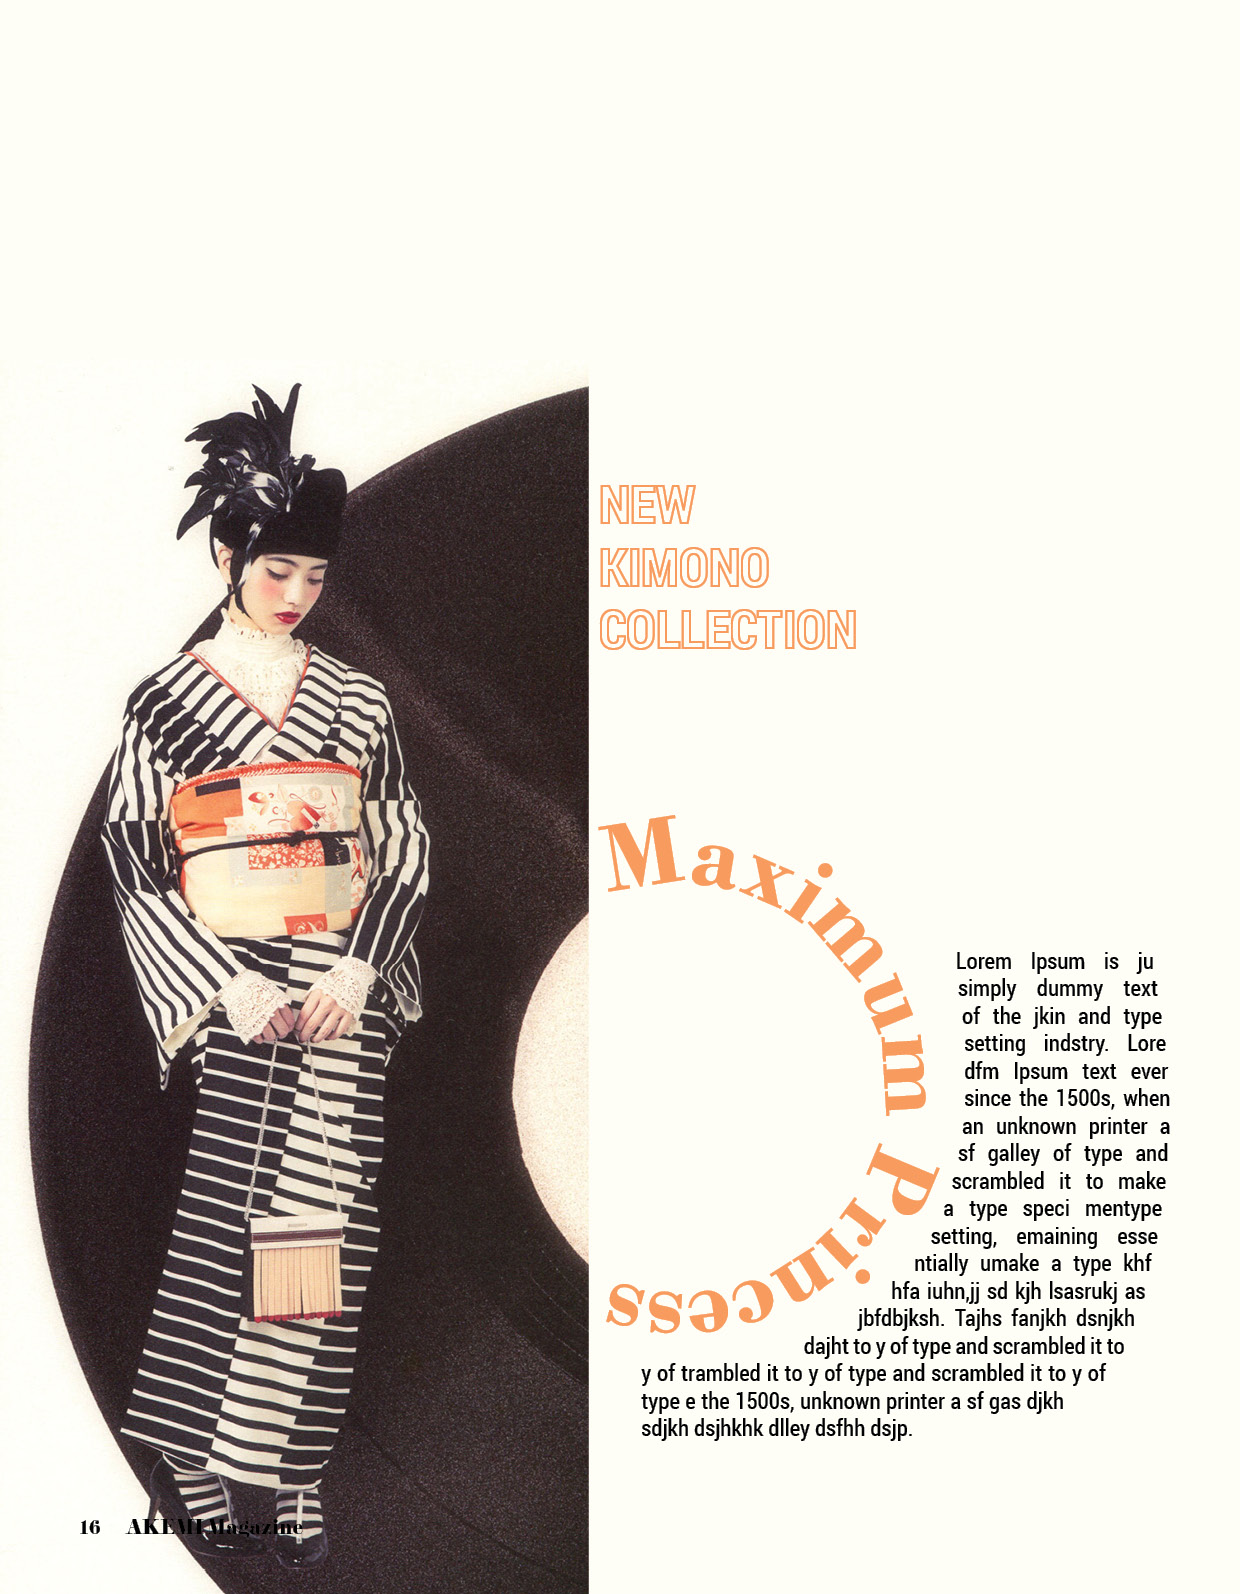 NEW
KIMONO
COLLECTION
Maximum Princess
Lorem Ipsum is ju
simply dummy text
of the jkin and type
setting indstry. Lore
dfm Ipsum text ever
since the 1500s, when
an unknown printer a
sf galley of type and
scrambled it to make
a type speci mentype
setting, emaining esse
ntially umake a type khf
hfa iuhn,jj sd kjh lsasrukj as
jbfdbjksh. Tajhs fanjkh dsnjkh
dajht to y of type and scrambled it to
y of trambled it to y of type and scrambled it to y of
type e the 1500s, unknown printer a sf gas djkh
sdjkh dsjhkhk dlley dsfhh dsjp.
16 AKEMI Magazine